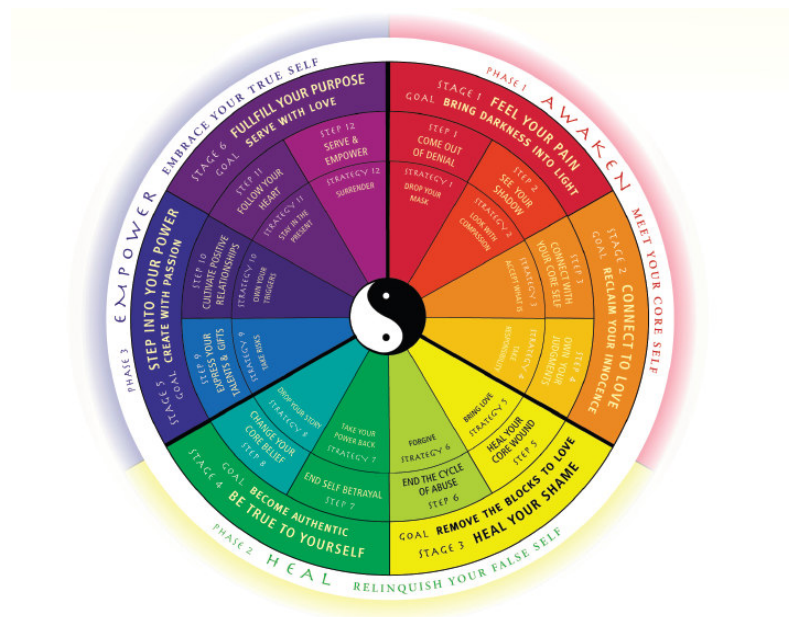 PHASE 1 AWAKEN MEET YOUR CORE SELF
STAGE 1 FEEL YOUR PAIN
GOAL BRING DARKNESS INTO LIGHT
STEP 1
COME OUT
OF DENIAL
STRATEGY 1
DROP YOUR
MASK
STEP 2
SEE YOUR
SHADOW
STRATEGY 2
LOOK WITH
COMPASSION
STAGE 2 CONNECT TO LOVE
GOAL RECLAIM YOUR INNOCENCE
STEP 3
CONNECT WITH
YOUR CORE SELF
STRATEGY 3
ACCEPT WHAT IS
STEP 4
OWN YOUR
JUDGMENTS
STRATEGY 4
TAKE
RESPONSIBILITY
PHASE 2 HEAL RELINQUISH YOUR FALSE SELF
GOAL REMOVE THE BLOCKS TO LOVE
STAGE 3 HEAL YOUR SHAME
BRING LOVE
STRATEGY 5
HEAL YOUR
CORE WOUND
STEP 5
FORGIVE
STRATEGY 6
END THE CYCLE
OF ABUSE
STEP 6
GOAL BECOME AUTHENTIC
STAGE 4 BE TRUE TO YOURSELF
TAKE YOUR
POWER BACK
STRATEGY 7
END SELF BETRAYAL
STEP 7
DROP YOUR STORY
STRATEGY 8
CHANGE YOUR
CORE BELIEF
STEP 8
PHASE 3 EMPOWER EMBRACE YOUR TRUE SELF
STAGE 5 STEP INTO YOUR POWER
GOAL CREATE WITH PASSION
STEP 9
EXPRESS YOUR
TALENTS & GIFTS
STRATEGY 9
TAKE RISKS
STEP 10
CULTIVATE POSITIVE
RELATIONSHIPS
STRATEGY 10
OWN YOUR
TRIGGERS
STAGE 6 FULLFILL YOUR PURPOSE
GOAL SERVE WITH LOVE
STEP 11
FOLLOW YOUR
HEART
STRATEGY 11
STAY IN THE
PRESENT
STEP 12
SERVE &
EMPOWER
STRATEGY 12
SURRENDER